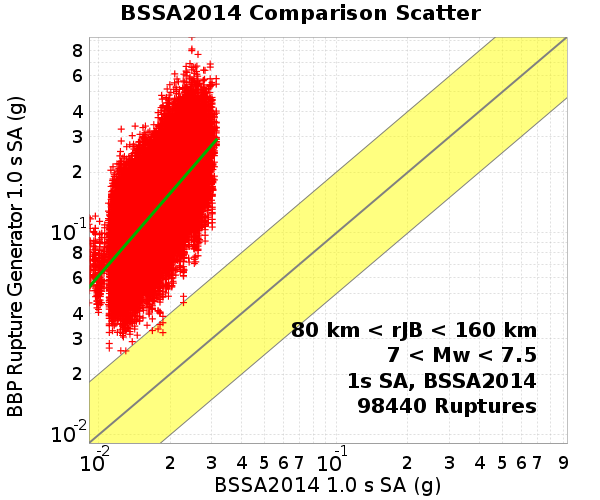 BSSA2014 Comparison Scatter
BBP Rupture Generator 1.0 s SA (g)
8
6
4
3
2
10-1
8
6
4
3
2
10-2
80 km < rJB < 160 km
7 < Mw < 7.5
1s SA, BSSA2014
98440 Ruptures
10-2 2 3 4 5 6 7 10-1 2 3 4 5 6 7 9
BSSA2014 1.0 s SA (g)